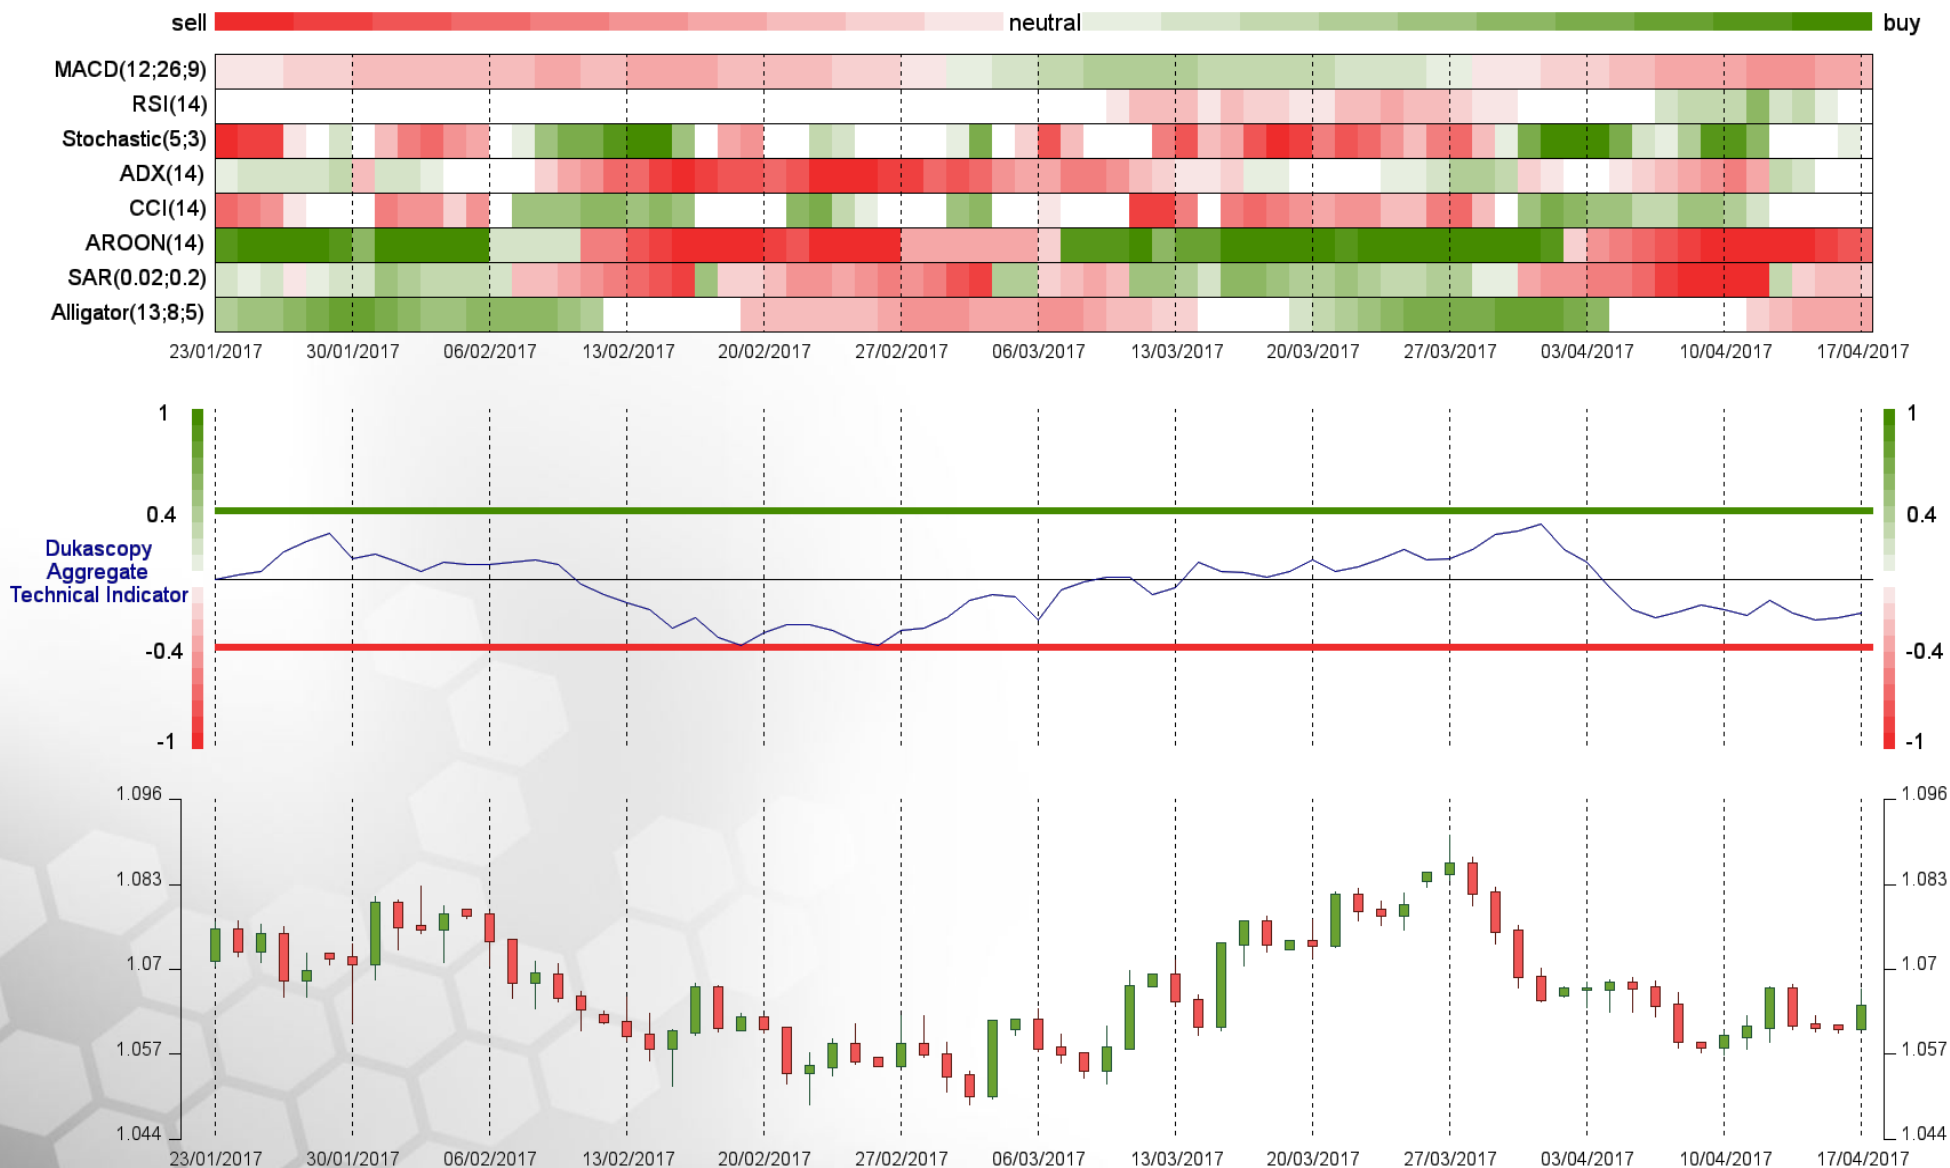 sell neutral buy
MACD(12;26;9)
RSI(14)
Stochastic(5;3)
ADX(14)
CCI(14)
AROON(14)
SAR(0.02;0.2)
Alligator(13;8;5)
23/01/2017 30/01/2017 06/02/2017 13/02/2017 20/02/2017 27/02/2017 06/03/2017 13/03/2017 20/03/2017 27/03/2017 03/04/2017 10/04/2017 17/04/2017
1 1
0.4 0.4
Dukascopy
Aggregate
Technical Indicator
-0.4 -0.4
-1 -1
1.096 1.096
1.083 1.083
1.07 1.07
1.057 1.057
1.044 1.044
23/01/2017 30/01/2017 06/02/2017 13/02/2017 20/02/2017 27/02/2017 06/03/2017 13/03/2017 20/03/2017 27/03/2017 03/04/2017 10/04/2017 17/04/2017